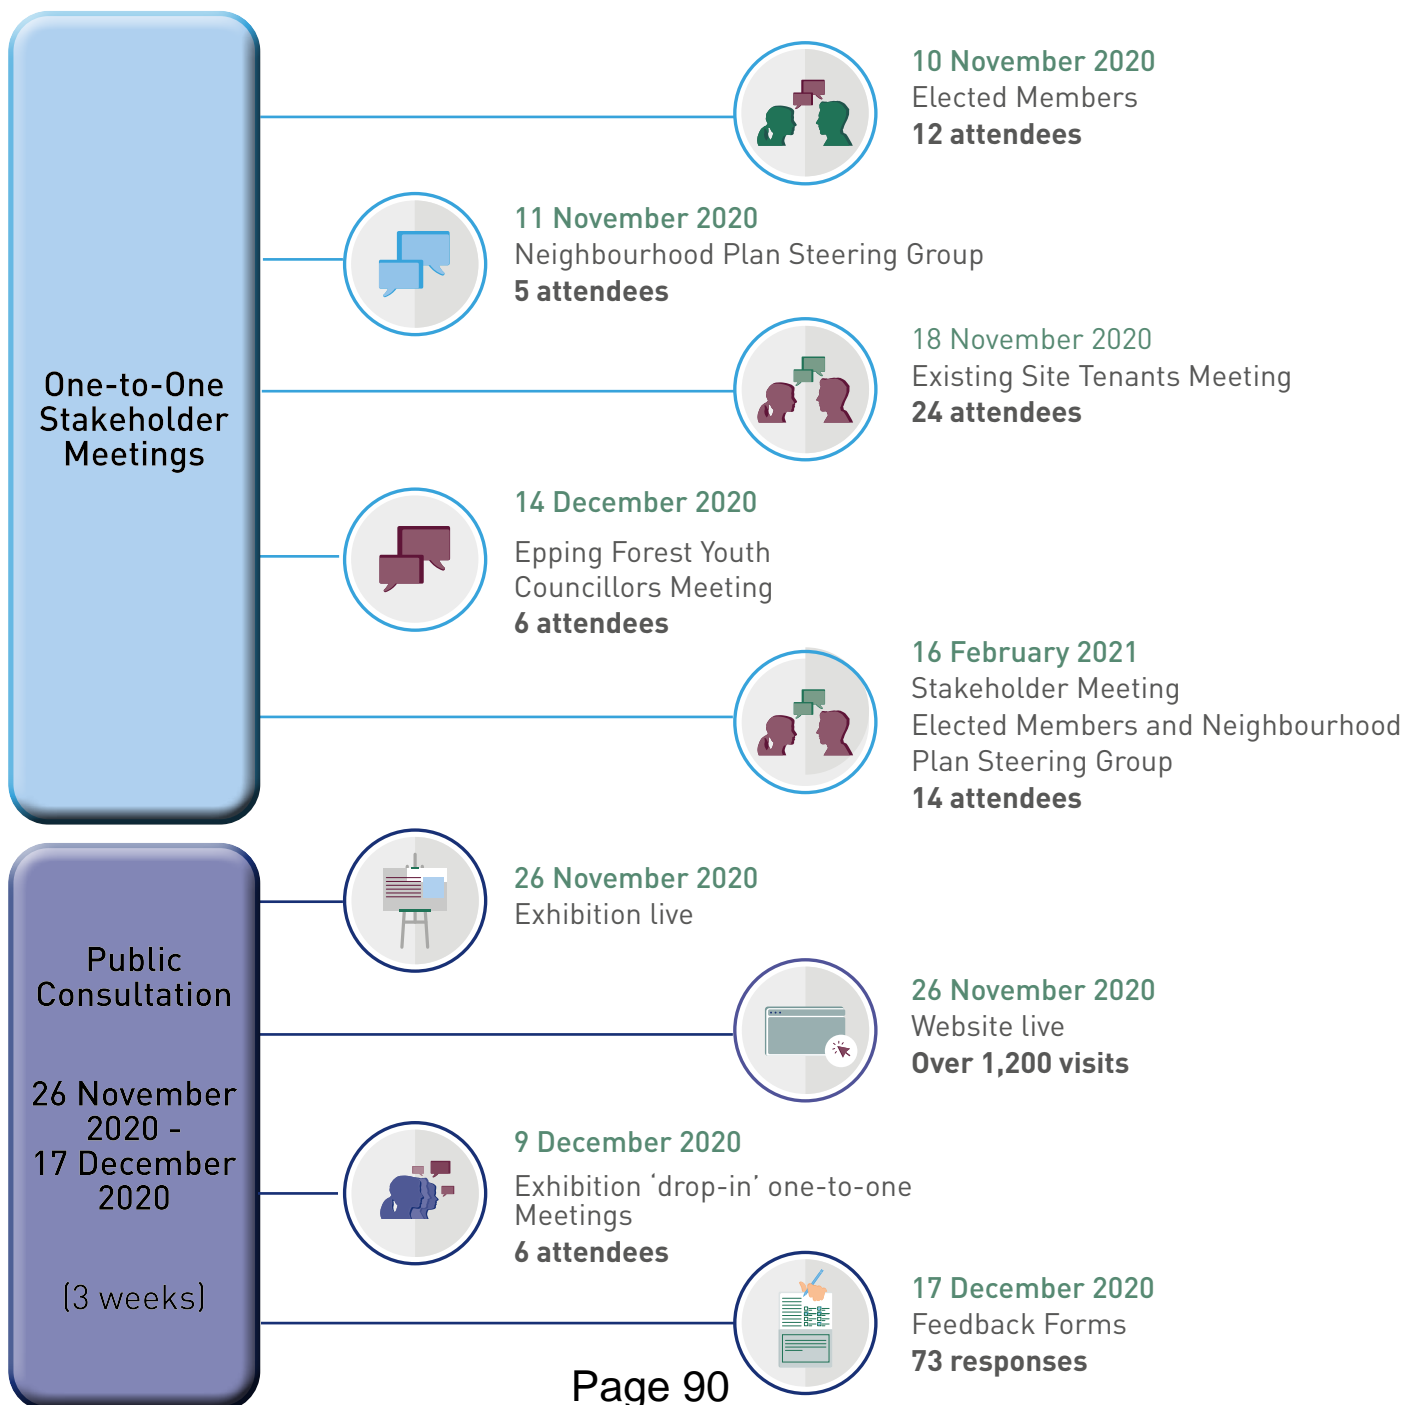 One-to-One
Stakeholder
Meetings
10 November 2020
Elected Members
12 attendees
11 November 2020
Neighbourhood Plan Steering Group
5 attendees
18 November 2020
Existing Site Tenants Meeting
24 attendees
14 December 2020
Epping Forest Youth
Councillors Meeting
6 attendees
16 February 2021
Stakeholder Meeting
Elected Members and Neighbourhood
Plan Steering Group
14 attendees
Public
Consultation
26 November
2020 -
17 December
2020
(3 weeks)
26 November 2020
Exhibition live
26 November 2020
Website live
Over 1,200 visits
9 December 2020
Exhibition ‘drop-in’ one-to-one
Meetings
6 attendees
17 December 2020
Feedback Forms
73 responses
Page 90